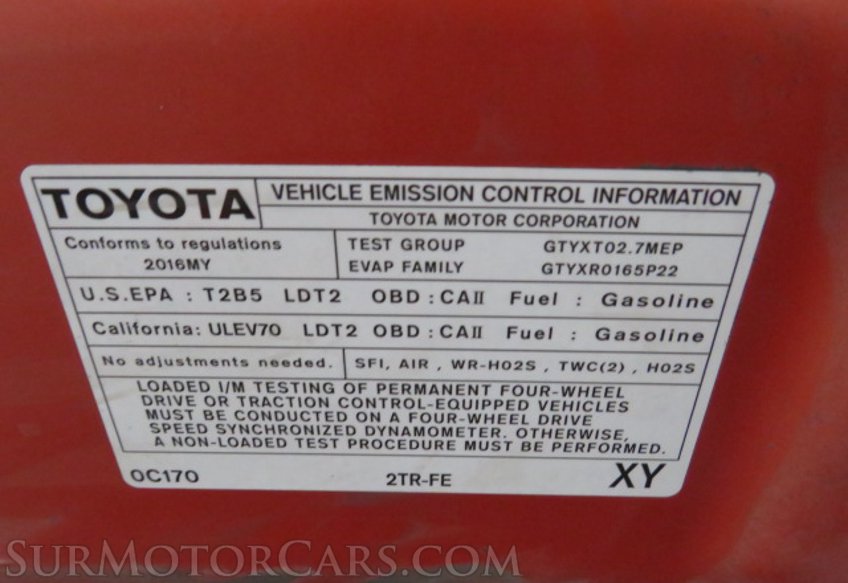 TOYOTA
VEHICLE EMISSION CONTROL INFORMATION
TOYOTA MOTOR CORPORATION
Conforms to regulations
2016MY
TEST GROUP GTYXT02.7MEP
EVAP FAMILY GTYXR0165P22
U.S.EPA : T2B5 LDT2 OBD : CAII Fuel : Gasoline
California: ULEV70 LDT2 OBD : CAII Fuel : Gasoline
No adjustments needed. SFI, AIR , WR-HO2S , TWC(2) , HO2S
LOADED I/M TESTING OF PERMANENT FOUR-WHEEL
DRIVE OR TRACTION CONTROL-EQUIPPED VEHICLES
MUST BE CONDUCTED ON A FOUR-WHEEL DRIVE
SPEED SYNCHRONIZED DYNAMOMETER. OTHERWISE,
A NON-LOADED TEST PROCEDURE MUST BE PERFORMED.
0C170 2TR-FE XY
SURMOTORCARS.COM